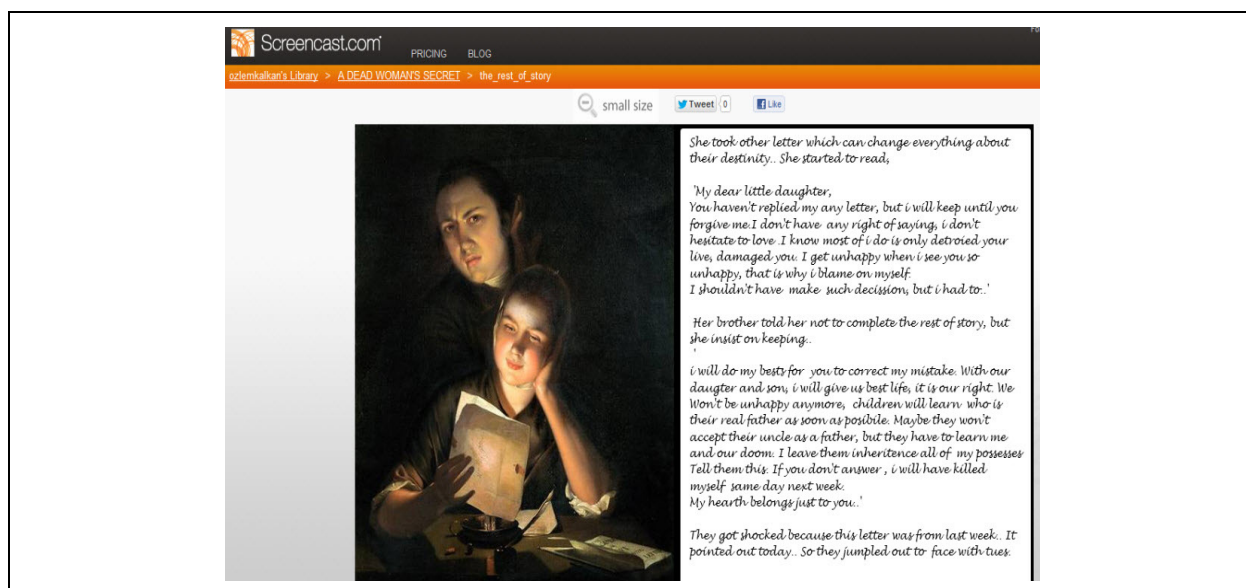 Screencast.com
PRICING
BLOG
ozlemkalkan's Library > A DEAD WOMAN'S SECRET > the_rest_of_story
small size
Tweet
0
Like
She took other letter which can change everything about
their destinity.. She started to read,
'My dear little daughter,
You haven't replied my any letter, but i will keep until you
forgive me.I don't have any right of saying, i don't
hesitate to love .I know most of i do is only detroied your
live, damaged you. I get unhappy when i see you so
unhappy, that is why i blame on myself.
I shouldn't have make such decission, but i had to..'
Her brother told her not to complete the rest of story, but
she insist on keeping..
'
i will do my bests for you to correct my mistake. With our
daugter and son, i will give us best life, it is our right. We
Won't be unhappy anymore, children will learn who is
their real father as soon as posibile. Maybe they won't
accept their uncle as a father, but they have to learn me
and our doom. I leave them inheritence all of my possesses
Tell them this. If you don't answer , i will have killed
myself same day next week.
My hearth belongs just to you..'
They got shocked because this letter was from last week.. It
pointed out today.. So they jumpled out to face with tues.